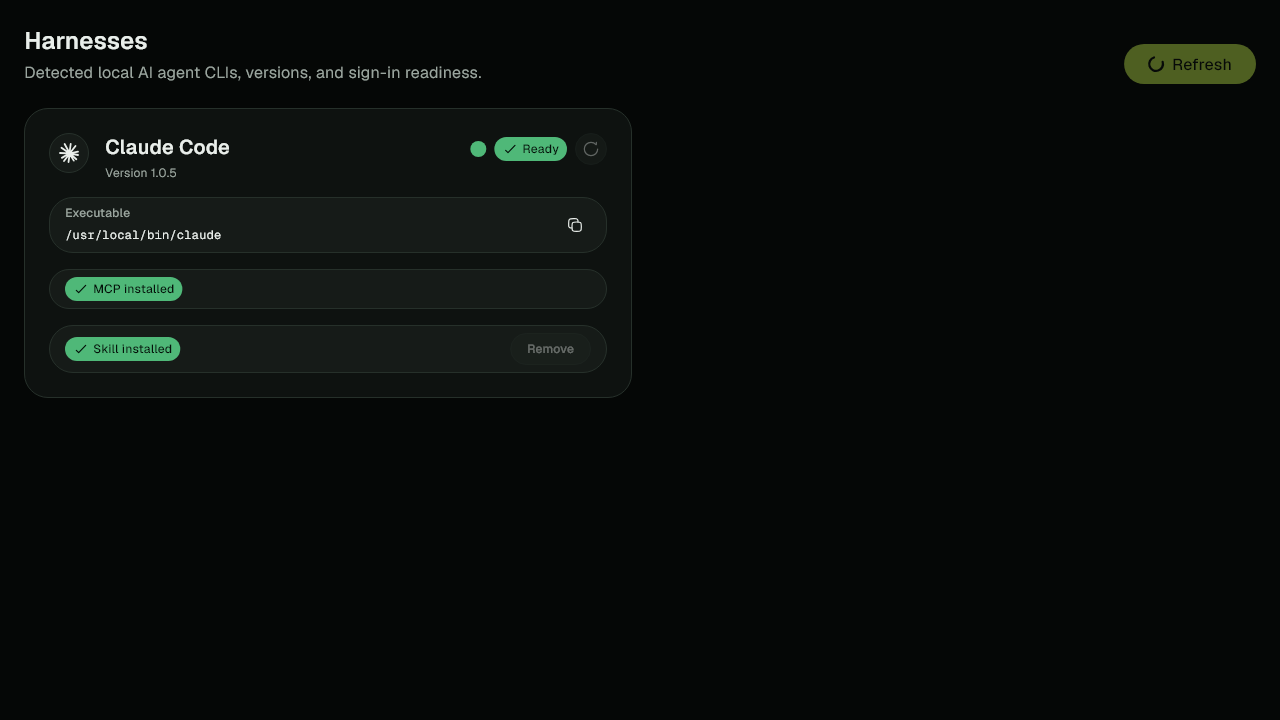 Harnesses
Detected local AI agent CLIs, versions, and sign-in readiness.
Refresh
Claude Code
Ready
Version 1.0.5
Executable
/usr/local/bin/claude
MCP installed
Skill installed
Remove